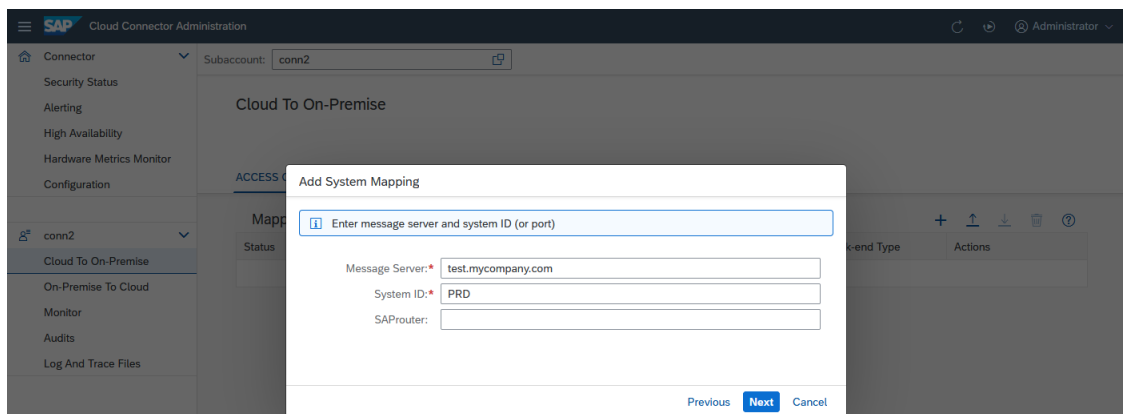 SAP Cloud Connector Administration
Administrator
Connector
Subaccount: conn2
Security Status
Alerting
High Availability
Hardware Metrics Monitor
Configuration
conn2
Cloud To On-Premise
On-Premise To Cloud
Monitor
Audits
Log And Trace Files
Cloud To On-Premise
ACCESS
Mapp
Status
k-end Type
Actions
Add System Mapping
Enter message server and system ID (or port)
Message Server:* test.mycompany.com
System ID:* PRD
SAProuter:
Previous Next Cancel